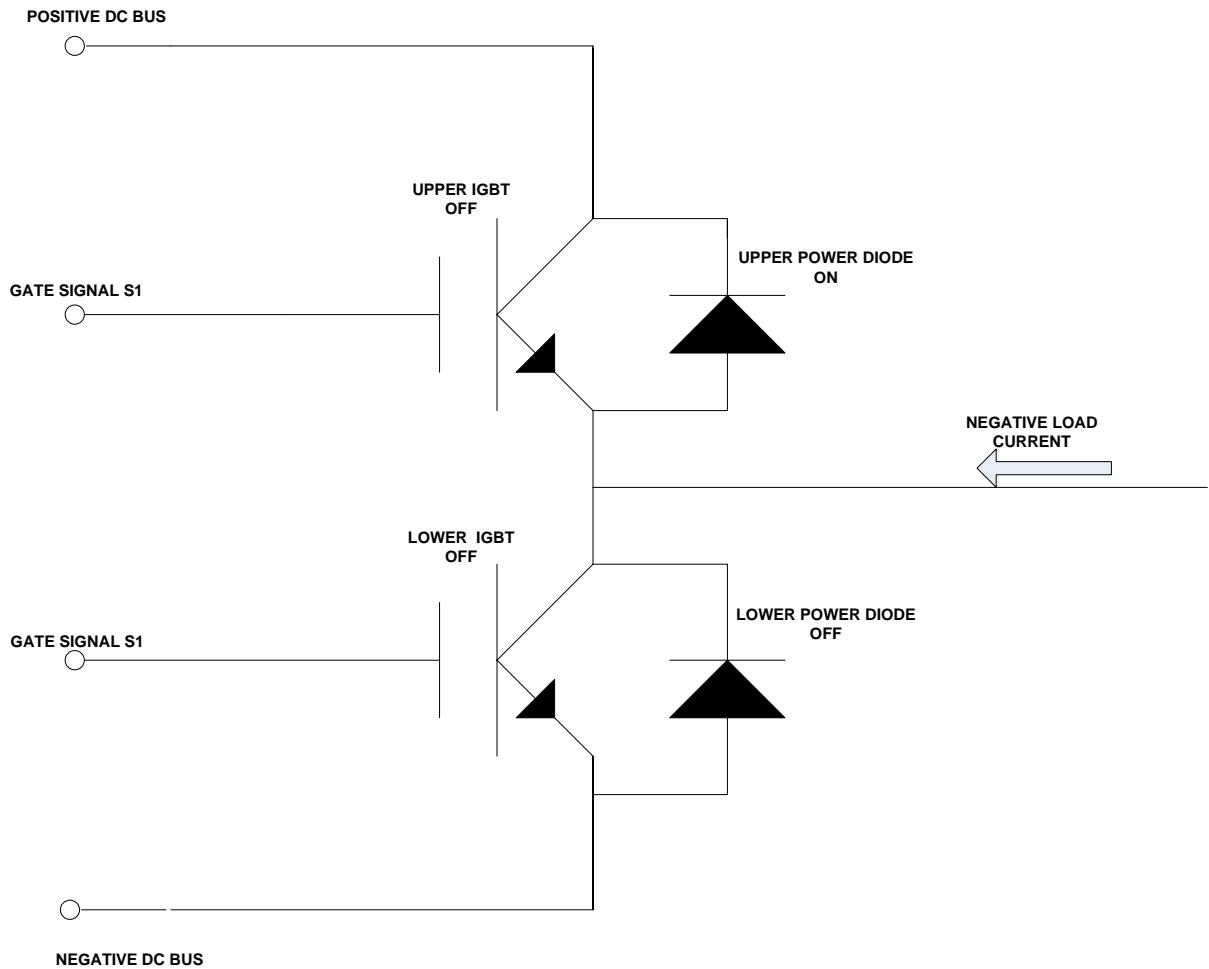 POSITIVE DC BUS
UPPER IGBT
OFF
UPPER POWER DIODE
ON
GATE SIGNAL S1
NEGATIVE LOAD
CURRENT
LOWER IGBT
OFF
LOWER POWER DIODE
OFF
GATE SIGNAL S1
NEGATIVE DC BUS